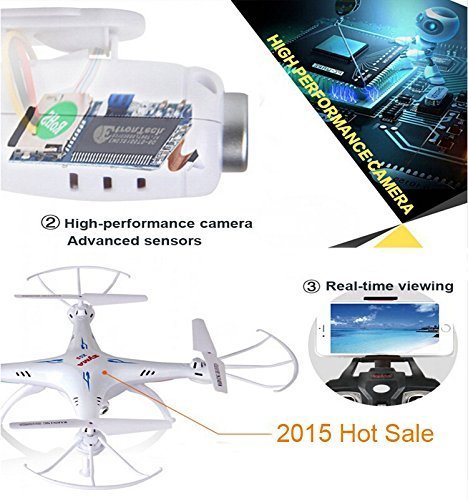 HIGH PERFORMANCE CAMERA
② High-performance camera
Advanced sensors
③ Real-time viewing
2015 Hot Sale